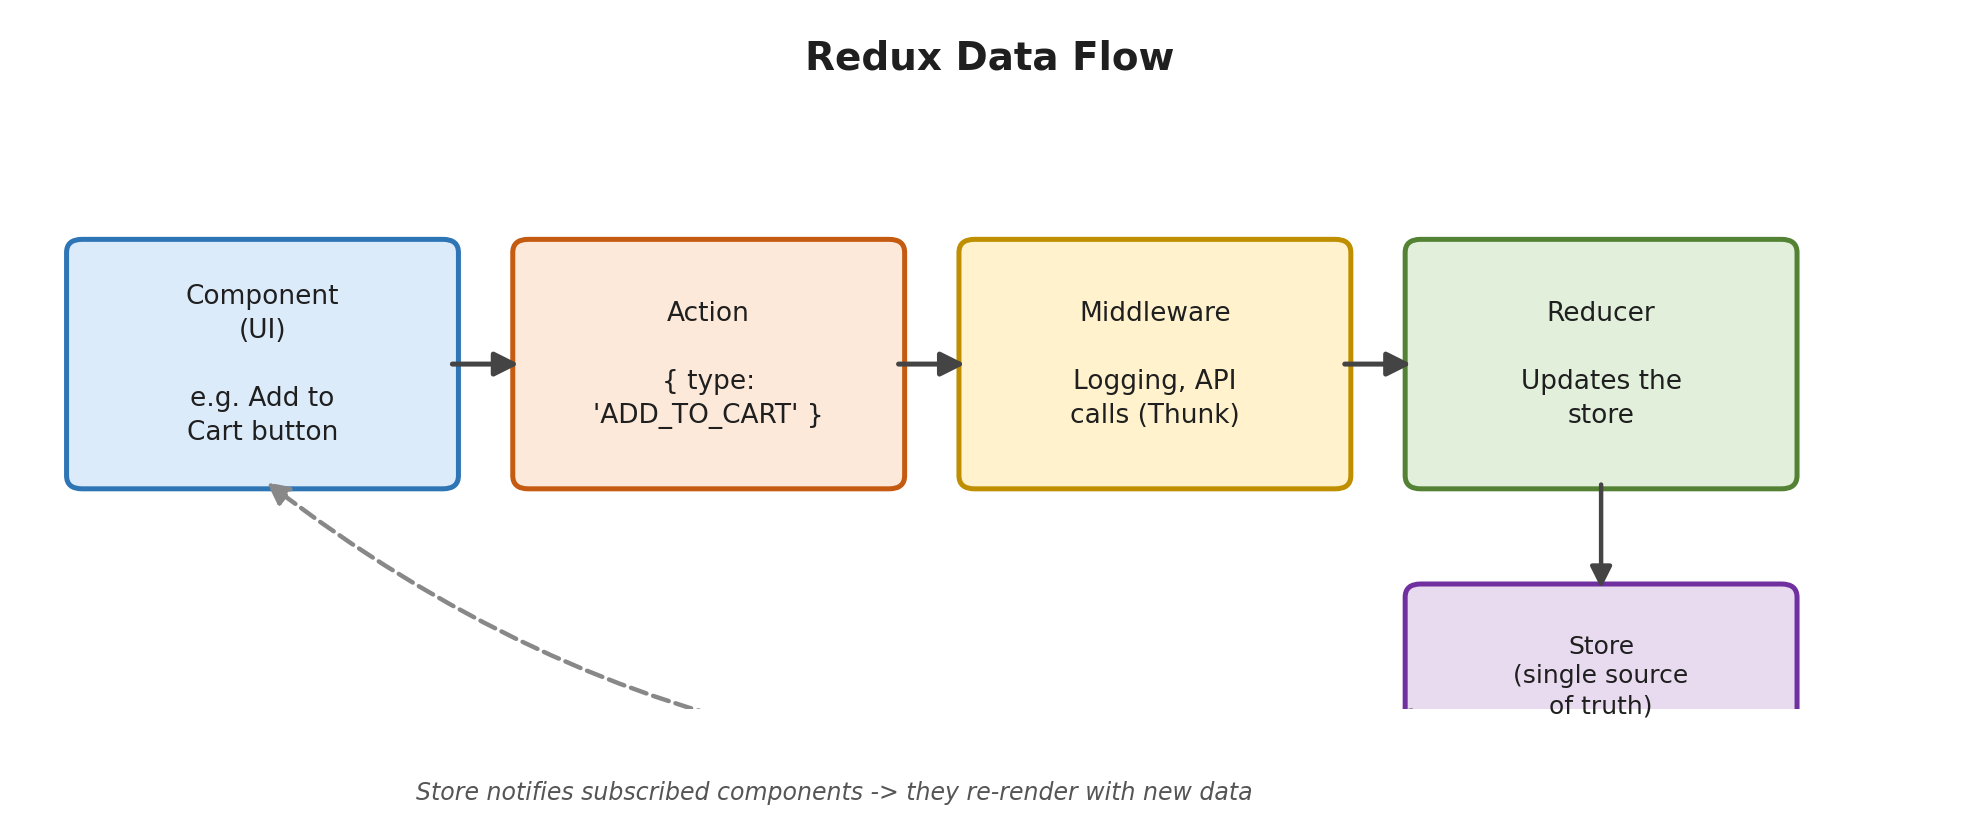 Redux Data Flow
Component
(UI)
e.g. Add to
Cart button
Action
{ type:
'ADD_TO_CART' }
Middleware
Logging, API
calls (Thunk)
Reducer
Updates the
store
Store
(single source
of truth)
Store notifies subscribed components -> they re-render with new data